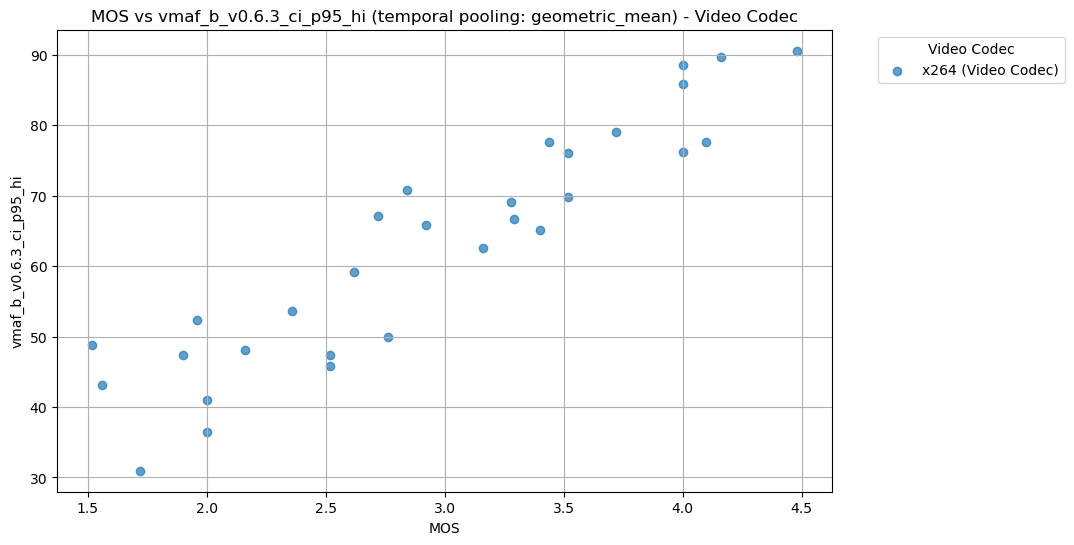 MOS vs vmaf_b_v0.6.3_ci_p95_hi (temporal pooling: geometric_mean) - Video Codec
Video Codec
x264 (Video Codec)
vmaf_b_v0.6.3_ci_p95_hi
90
80
70
60
50
40
30
1.5 2.0 2.5 3.0 3.5 4.0 4.5
MOS